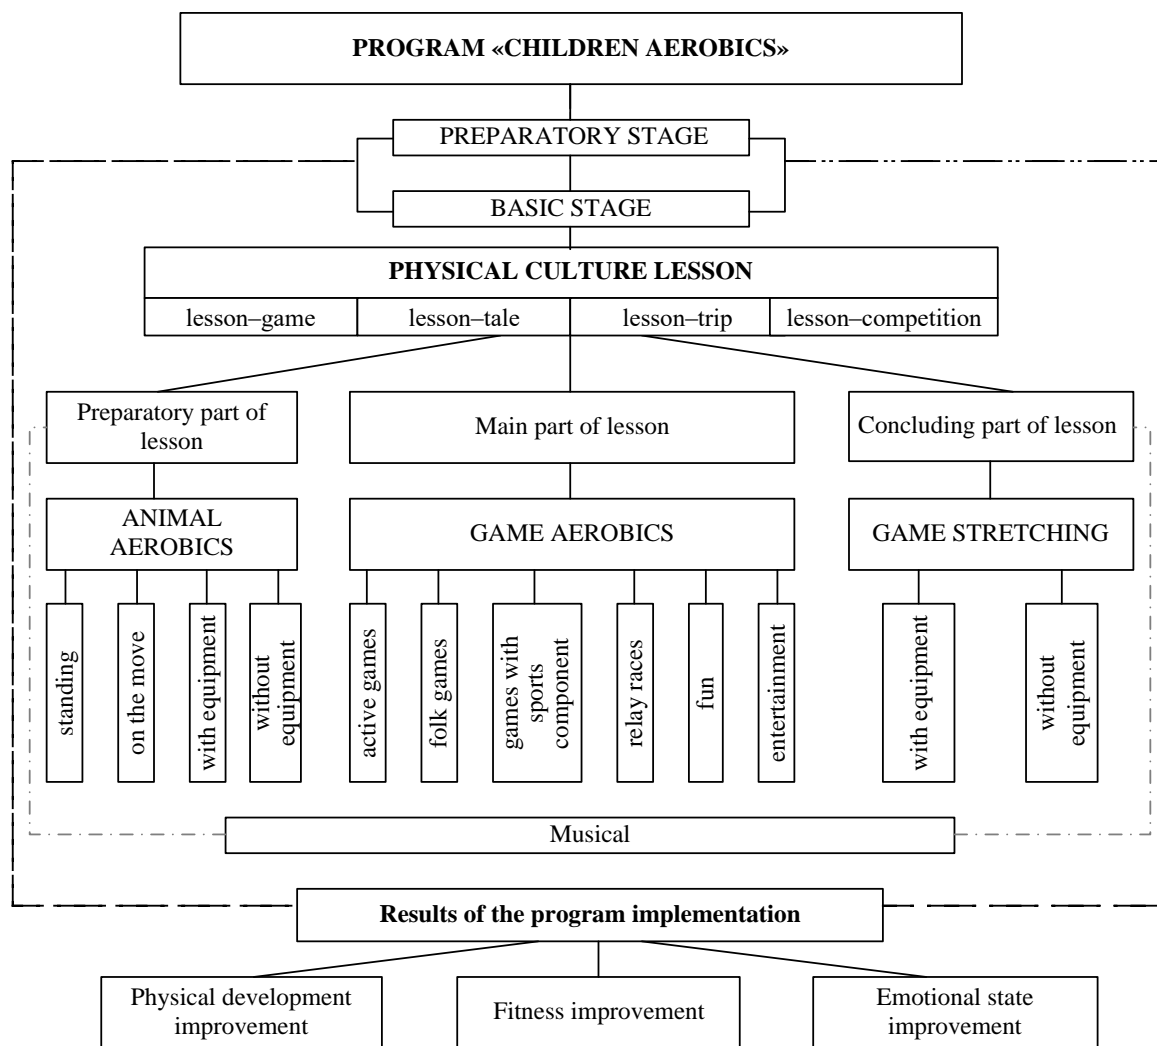 PROGRAM «CHILDREN AEROBICS»
PREPARATORY STAGE
BASIC STAGE
PHYSICAL CULTURE LESSON
lesson–game
lesson–tale
lesson–trip
lesson–competition
Preparatory part of
lesson
Main part of lesson
Concluding part of lesson
ANIMAL
AEROBICS
GAME AEROBICS
GAME STRETCHING
standing
on the move
with equipment
without
equipment
active games
folk games
games with
sports
component
relay races
fun
entertainment
with equipment
without
equipment
Musical
Results of the program implementation
Physical development
improvement
Fitness improvement
Emotional state
improvement